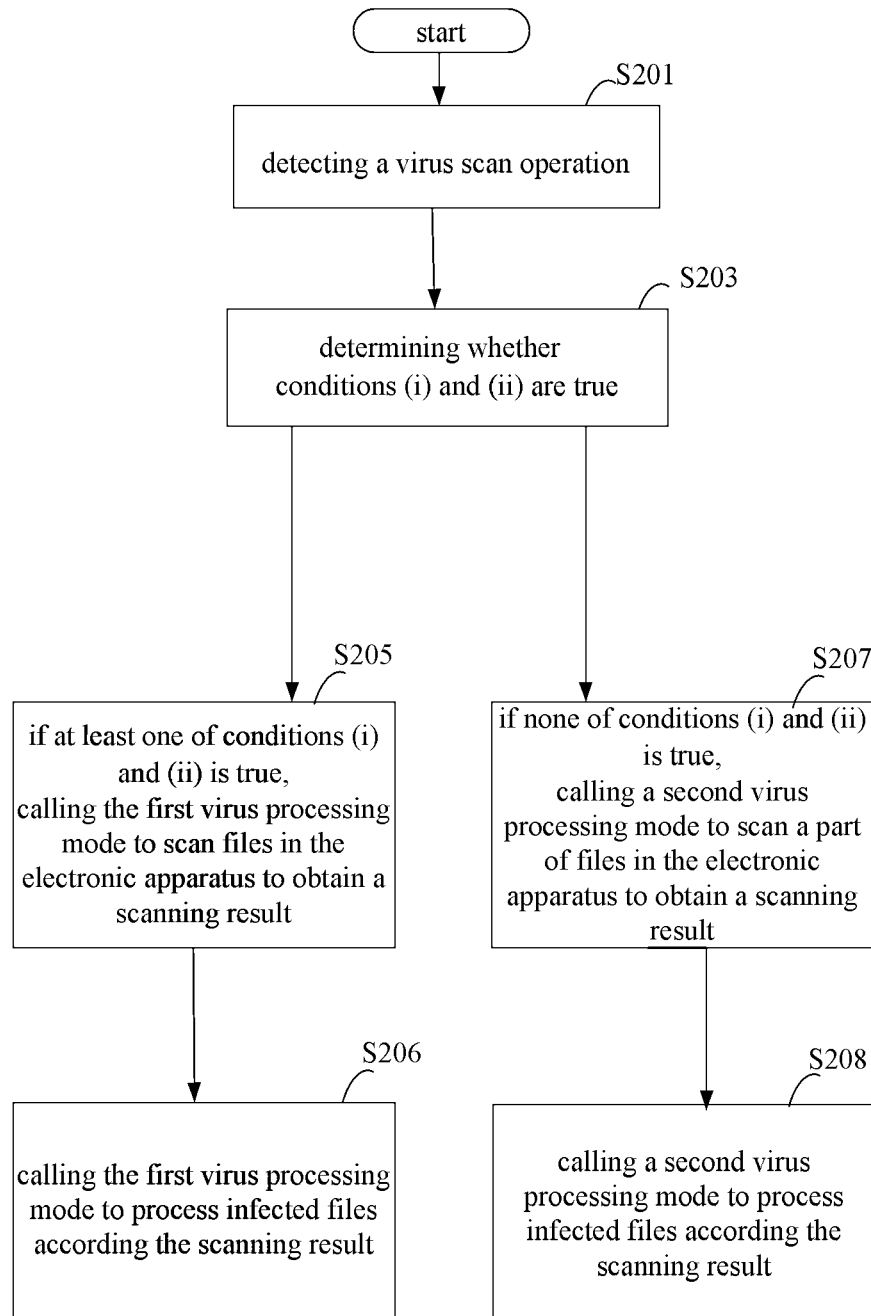 start
S201
detecting a virus scan operation
S203
determining whether
conditions (i) and (ii) are true
S205
if at least one of conditions (i)
and (ii) is true,
calling the first virus processing
mode to scan files in the
electronic apparatus to obtain a
scanning result
S207
if none of conditions (i) and (ii)
is true,
calling a second virus
processing mode to scan a part
of files in the electronic
apparatus to obtain a scanning
result
S206
calling the first virus processing
mode to process infected files
according the scanning result
S208
calling a second virus
processing mode to process
infected files according the
scanning result